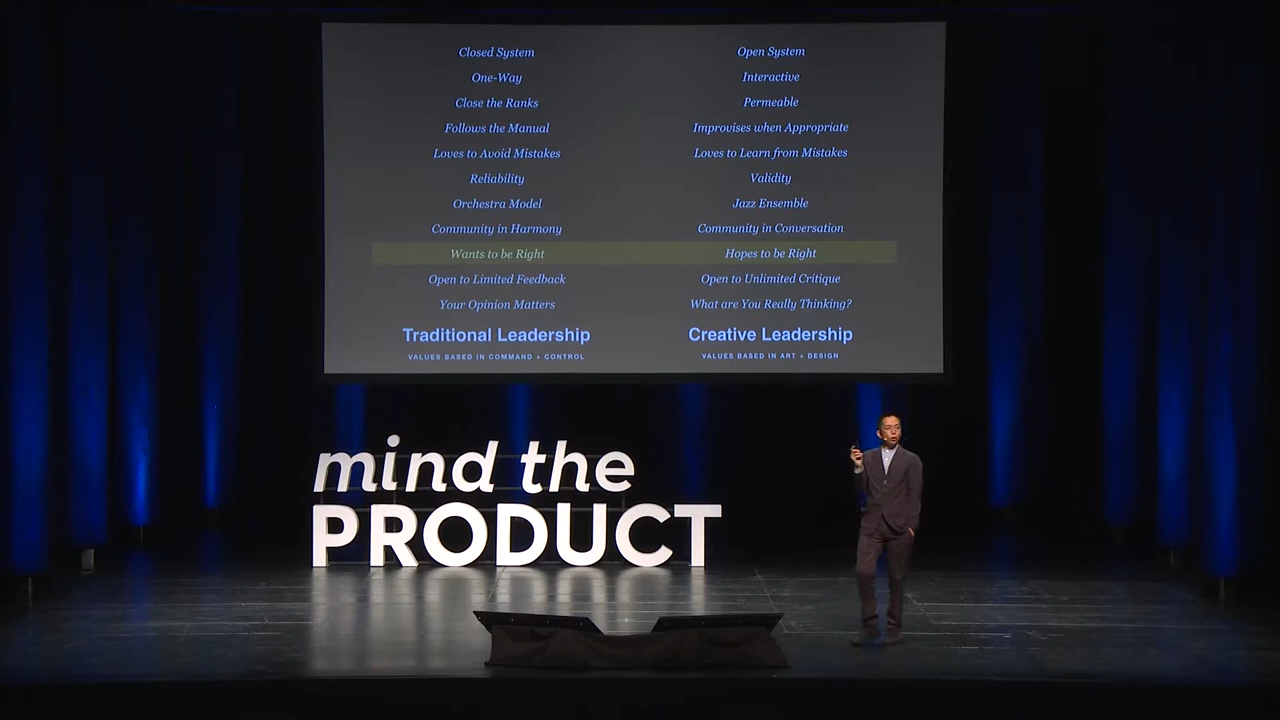 Closed System Open System
One-Way Interactive
Close the Ranks Permeable
Follows the Manual Improvises when Appropriate
Loves to Avoid Mistakes Loves to Learn from Mistakes
Reliability Validity
Orchestra Model Jazz Ensemble
Community in Harmony Community in Conversation
Wants to be Right Hopes to be Right
Open to Limited Feedback Open to Unlimited Critique
Your Opinion Matters What are You Really Thinking?
Traditional Leadership Creative Leadership
VALUES BASED IN COMMAND + CONTROL VALUES BASED IN ART + DESIGN
mind the
PRODUCT